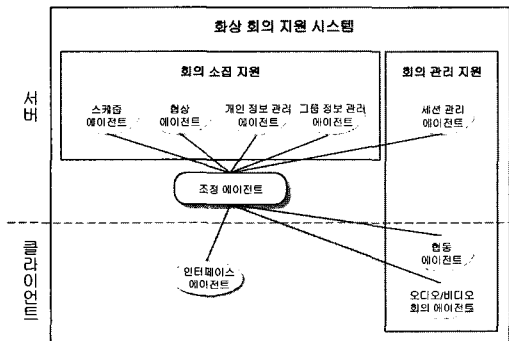 화상 회의 지원 시스템
회의 소집 지원
회의 관리 지원
서버
스케줄
에이전트
협상
에이전트
개인 정보 관리
에이전트
그룹 정보 관리
에이전트
세션 관리
에이전트
조정 에이전트
클라이언트
인터페이스
에이전트
협동
에이전트
오디오/비디오
회의 에이전트